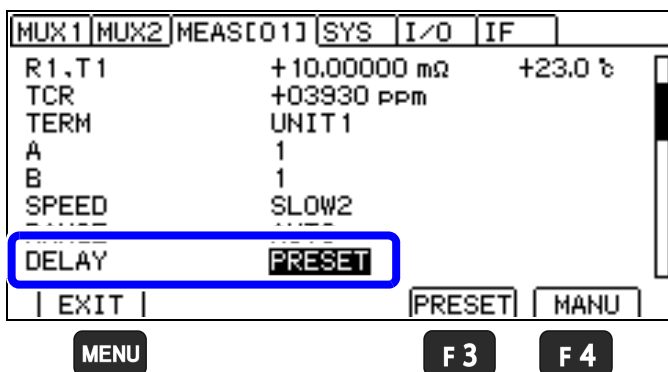 MUX1 MUX2 MEAS[01] SYS I/O IF
R1.T1 +10.00000 mΩ +23.0 ℃
TCR +03930 ppm
TERM UNIT1
A 1
B 1
SPEED SLOW2
DELAY PRESET
EXIT PRESET MANU
MENU F3 F4